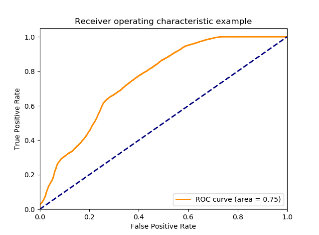 Receiver operating characteristic example
1.0
0.8
0.6
0.4
0.2
0.0
True Positive Rate
ROC curve (area = 0.75)
0.0 0.2 0.4 0.6 0.8 1.0
False Positive Rate